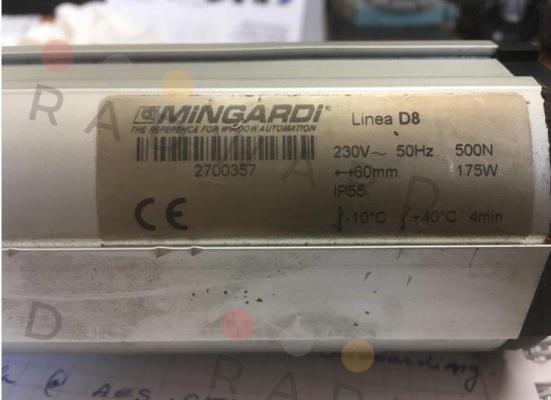 MINGARDI®
THE REFERENCE FOR WINDOW AUTOMATION
2700357
CE
Linea D8
230V~ 50Hz 500N
↔60mm 175W
IP55
-10°C +40°C 4min
R A D
R A D
R A D
@ Aes